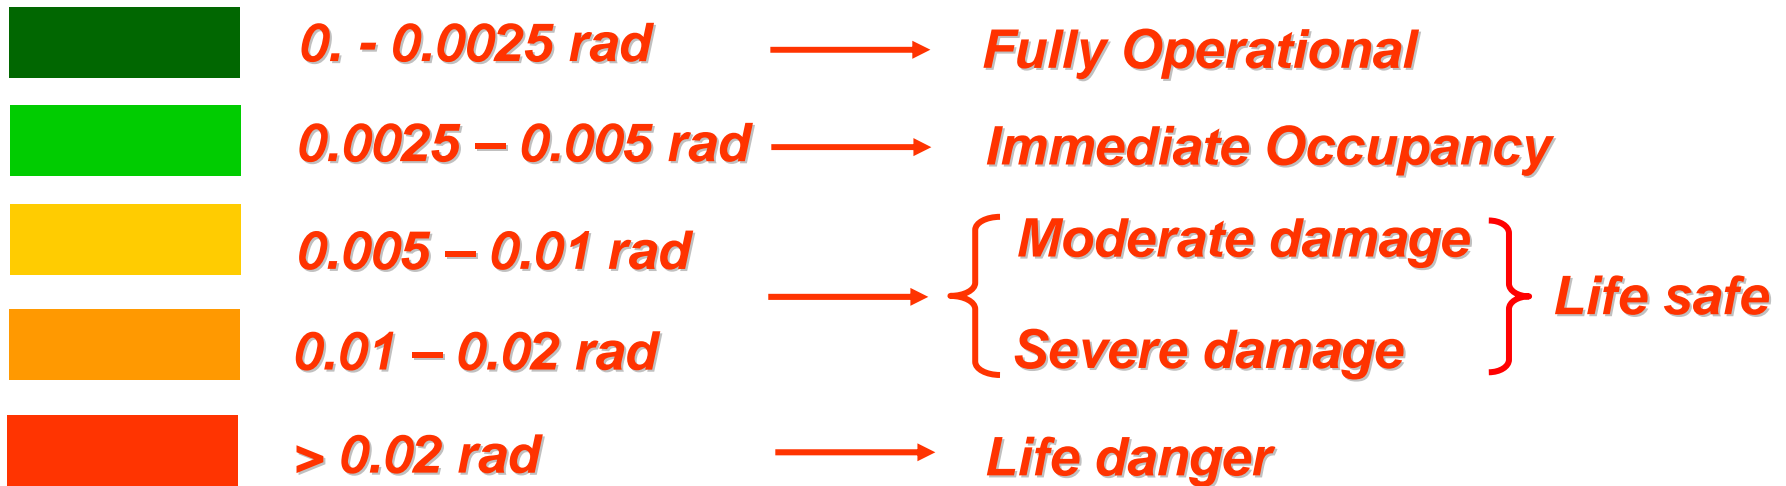 0. - 0.0025 rad Fully Operational
0.0025 – 0.005 rad Immediate Occupancy
0.005 – 0.01 rad Moderate damage
Life safe
0.01 – 0.02 rad Severe damage
> 0.02 rad Life danger